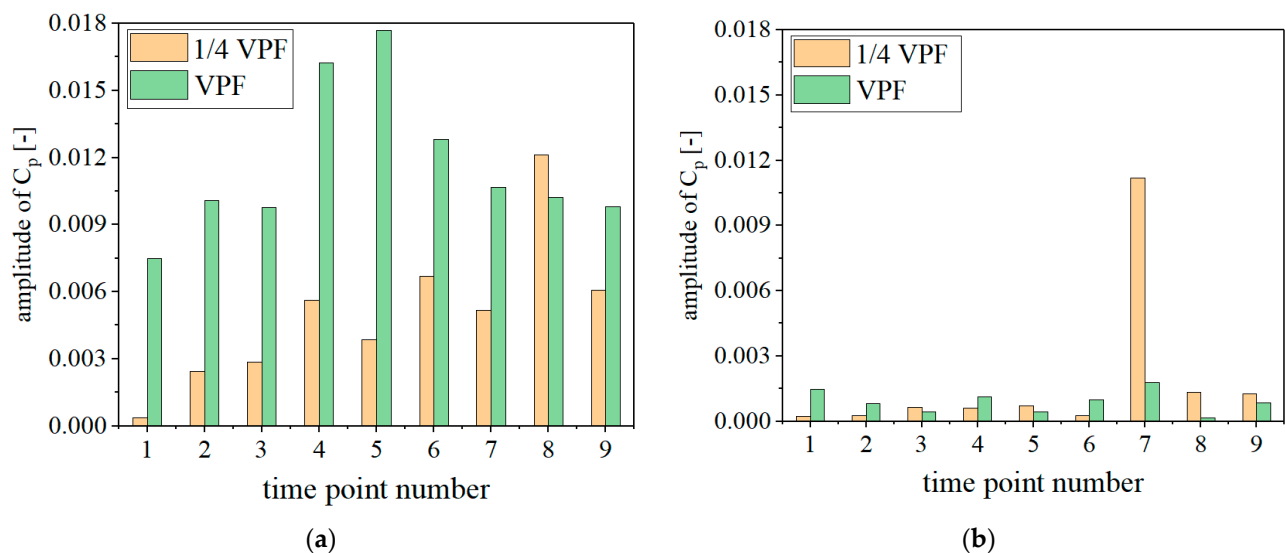 0.018
0.015
0.012
0.009
0.006
0.003
0.000
amplitude of Cp [-]
1/4 VPF
VPF
1 2 3 4 5 6 7 8 9
time point number
(a)
0.018
0.015
0.012
0.009
0.006
0.003
0.000
amplitude of Cp [-]
1/4 VPF
VPF
1 2 3 4 5 6 7 8 9
time point number
(b)